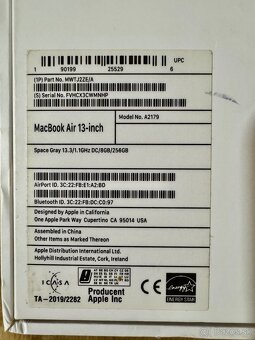 UPC
1 90199 25529 6
(1P) Part No. MWTJ2ZE/A
(S) Serial No. FVHCX3CWMNHP
MacBook Air 13-inch
Model No. A2179
Space Gray 13.3/1.1GHz DC/8GB/256GB
AirPort ID. 3C:22:FB:E1:A2:BD
Bluetooth ID. 3C:22:FB:DC:C0:97
Designed by Apple in California
One Apple Park Way Cupertino CA 95014 USA
Assembled in China
Other Items as Marked Thereon
Apple Distribution International Ltd.
Hollyhill Industrial Estate, Cork, Ireland
ICASA
TA-2019/2282
Producent
Apple Inc
ENERGY STAR